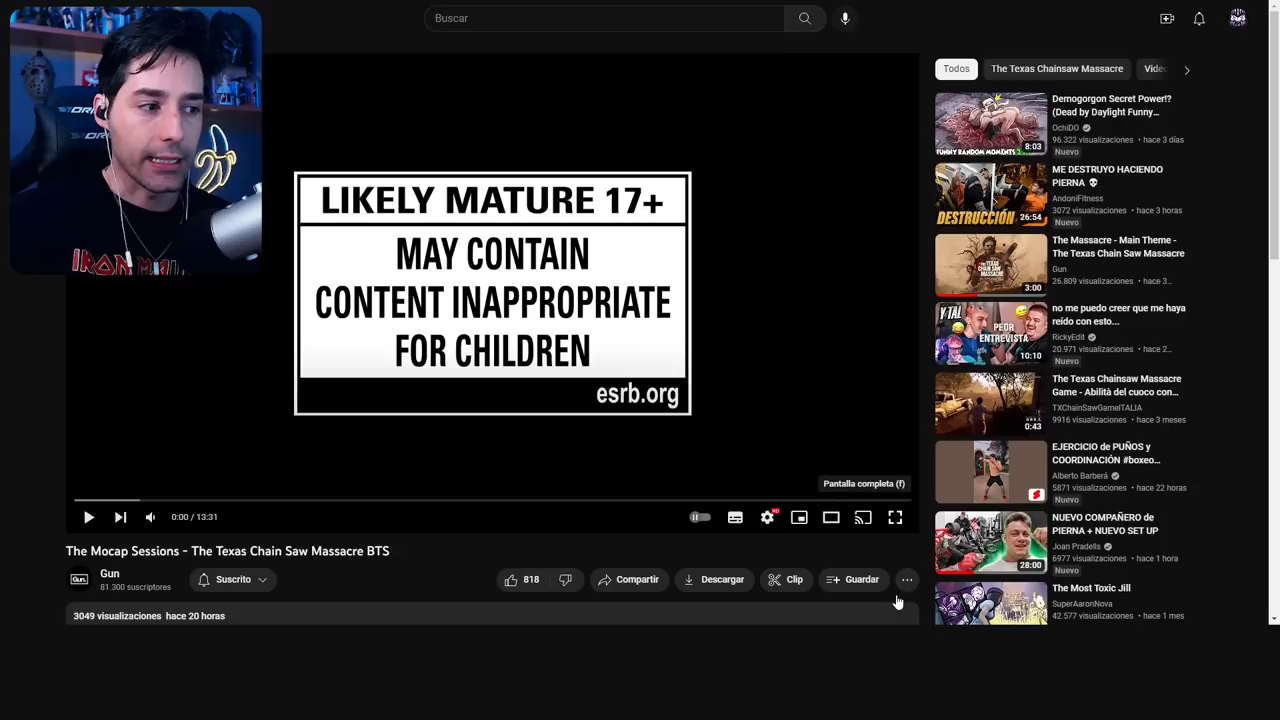 Buscar
LIKELY MATURE 17+
MAY CONTAIN
CONTENT INAPPROPRIATE
FOR CHILDREN
esrb.org
IRON
Pantalla completa (f)
0:00 / 13:31
HD
The Mocap Sessions - The Texas Chain Saw Massacre BTS
Gun.
Gun
81.300 suscriptores
Suscrito
818
Compartir
Descargar
Clip
Guardar
3049 visualizaciones hace 20 horas
Todos
The Texas Chainsaw Massacre
FUNNY RANDOM MOMENTS
8:03
Demogorgon Secret Power!?
(Dead by Daylight Funny…
OchiDO
96.322 visualizaciones • hace 3 días
Nuevo
DESTRUCCIÓN
26:54
ME DESTRUYO HACIENDO
PIERNA 💀
AndoniFitness
3072 visualizaciones • hace 3 horas
Nuevo
3:00
The Massacre - Main Theme -
The Texas Chain Saw Massacre
Gun
26.809 visualizaciones • hace 3…
Y TAL
PEOR
ENTREVISTA
10:10
no me puedo creer que me haya
reído con esto...
RickyEdit
20.971 visualizaciones • hace 2…
Nuevo
0:43
The Texas Chainsaw Massacre
Game - Abilità del cuoco con…
TXChainSawGameITALIA
9916 visualizaciones • hace 3 meses
EJERCICIO de PUÑOS y
COORDINACIÓN #boxeo…
Alberto Barberá
5871 visualizaciones • hace 22 horas
Nuevo
28:00
NUEVO COMPAÑERO de
PIERNA + NUEVO SET UP
Joan Pradells
6977 visualizaciones • hace 1 hora
Nuevo
The Most Toxic Jill
SuperAaronNova
42.577 visualizaciones • hace 1 mes